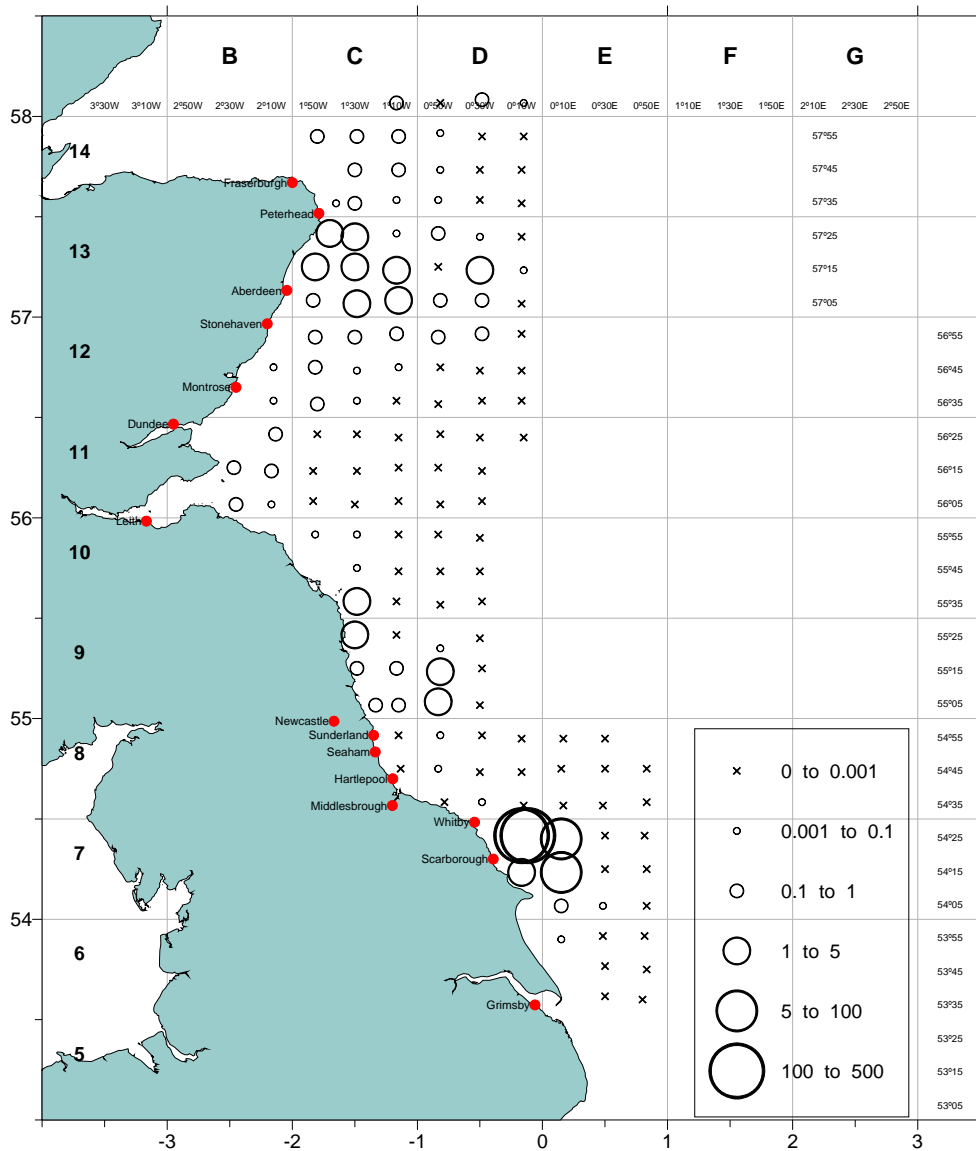 B C D E F G
3°30W 3°10W 2°50W 2°30W 2°10W 1°50W 1°30W 1°10W 0°50W 0°30W 0°10W 0°10E 0°30E 0°50E 1°10E 1°30E 1°50E 2°10E 2°30E 2°50E
58
57°55
14
57°45
Fraserburgh
57°35
Peterhead
57°25
13
57°15
Aberdeen
57°05
57
Stonehaven
56°55
12
56°45
Montrose
56°35
Dundee
56°25
11
56°15
56°05
56
Leith
55°55
10
55°45
55°35
55°25
9
55°15
55°05
55
Newcastle
Sunderland
54°55
8
Seaham
54°45
0 to 0.001
Hartlepool
Middlesbrough
54°35
Whitby
0.001 to 0.1
54°25
7
Scarborough
54°15
0.1 to 1
54°05
54
53°55
6
1 to 5
53°45
Grimsby
53°35
5 to 100
53°25
5
53°15
100 to 500
53°05
-3 -2 -1 0 1 2 3